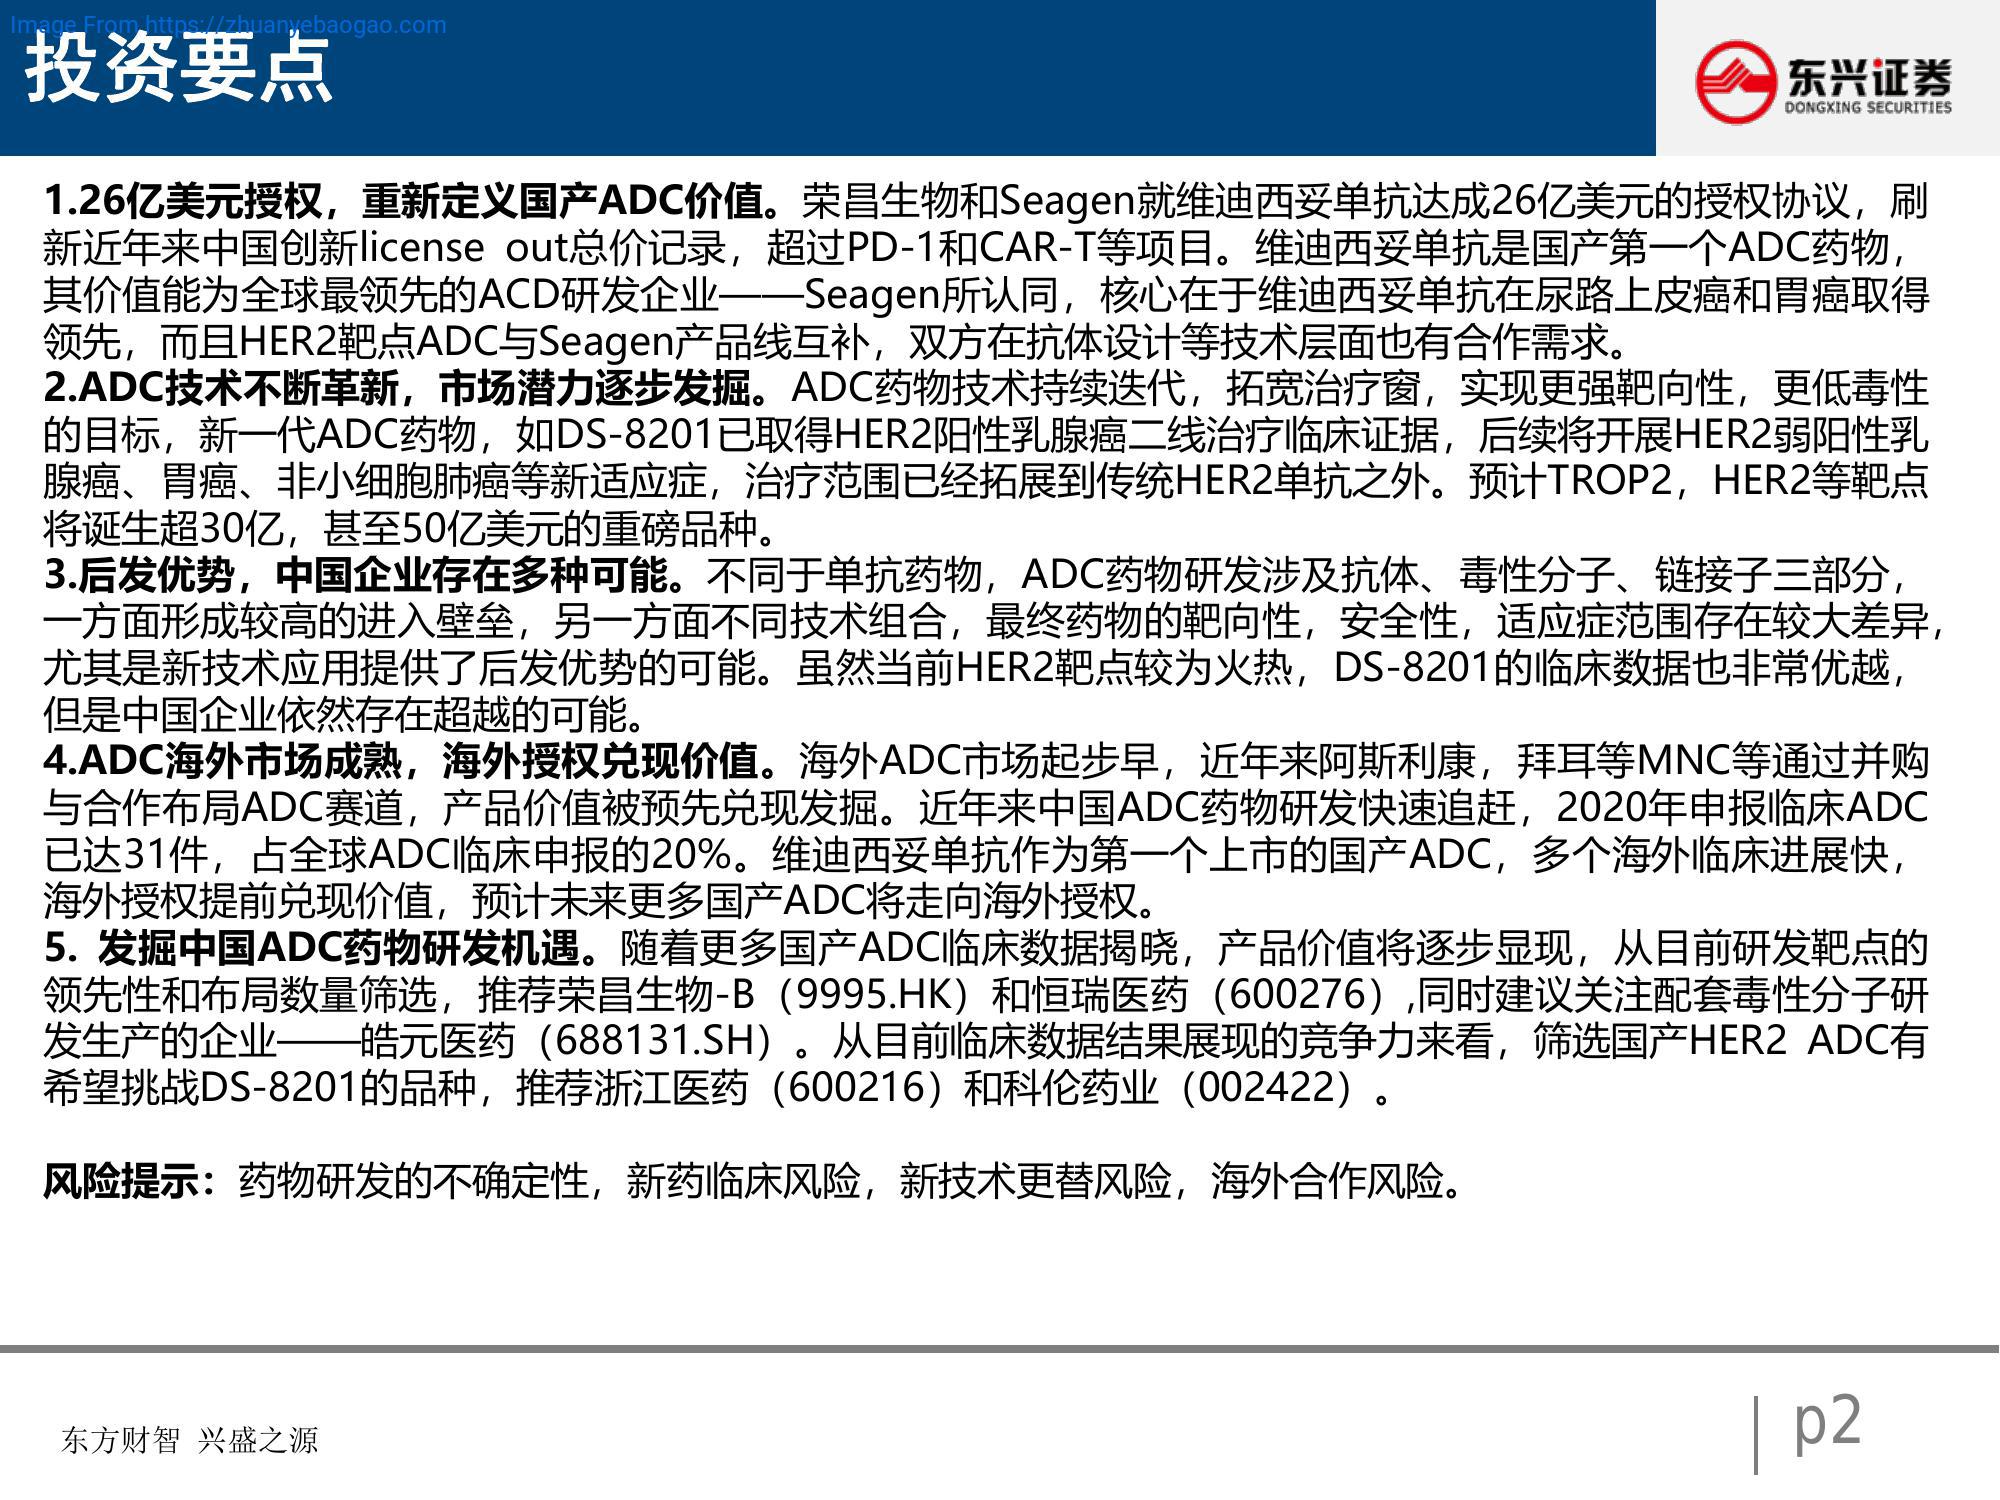 Image From https://zhuanyebaogao.com
投资要点
东兴证券
DONGXING SECURITIES
1.26亿美元授权，重新定义国产ADC价值。荣昌生物和Seagen就维迪西妥单抗达成26亿美元的授权协议，刷
新近年来中国创新license out总价记录，超过PD-1和CAR-T等项目。维迪西妥单抗是国产第一个ADC药物，
其价值能为全球最领先的ACD研发企业——Seagen所认同，核心在于维迪西妥单抗在尿路上皮癌和胃癌取得
领先，而且HER2靶点ADC与Seagen产品线互补，双方在抗体设计等技术层面也有合作需求。
2.ADC技术不断革新，市场潜力逐步发掘。ADC药物技术持续迭代，拓宽治疗窗，实现更强靶向性，更低毒性
的目标，新一代ADC药物，如DS-8201已取得HER2阳性乳腺癌二线治疗临床证据，后续将开展HER2弱阳性乳
腺癌、胃癌、非小细胞肺癌等新适应症，治疗范围已经拓展到传统HER2单抗之外。预计TROP2，HER2等靶点
将诞生超30亿，甚至50亿美元的重磅品种。
3.后发优势，中国企业存在多种可能。不同于单抗药物，ADC药物研发涉及抗体、毒性分子、链接子三部分，
一方面形成较高的进入壁垒，另一方面不同技术组合，最终药物的靶向性，安全性，适应症范围存在较大差异，
尤其是新技术应用提供了后发优势的可能。虽然当前HER2靶点较为火热，DS-8201的临床数据也非常优越，
但是中国企业依然存在超越的可能。
4.ADC海外市场成熟，海外授权兑现价值。海外ADC市场起步早，近年来阿斯利康，拜耳等MNC等通过并购
与合作布局ADC赛道，产品价值被预先兑现发掘。近年来中国ADC药物研发快速追赶，2020年申报临床ADC
已达31件，占全球ADC临床申报的20%。维迪西妥单抗作为第一个上市的国产ADC，多个海外临床进展快，
海外授权提前兑现价值，预计未来更多国产ADC将走向海外授权。
5. 发掘中国ADC药物研发机遇。随着更多国产ADC临床数据揭晓，产品价值将逐步显现，从目前研发靶点的
领先性和布局数量筛选，推荐荣昌生物-B（9995.HK）和恒瑞医药（600276）,同时建议关注配套毒性分子研
发生产的企业——皓元医药（688131.SH）。从目前临床数据结果展现的竞争力来看，筛选国产HER2 ADC有
希望挑战DS-8201的品种，推荐浙江医药（600216）和科伦药业（002422）。
风险提示：药物研发的不确定性，新药临床风险，新技术更替风险，海外合作风险。
东方财智 兴盛之源
p2